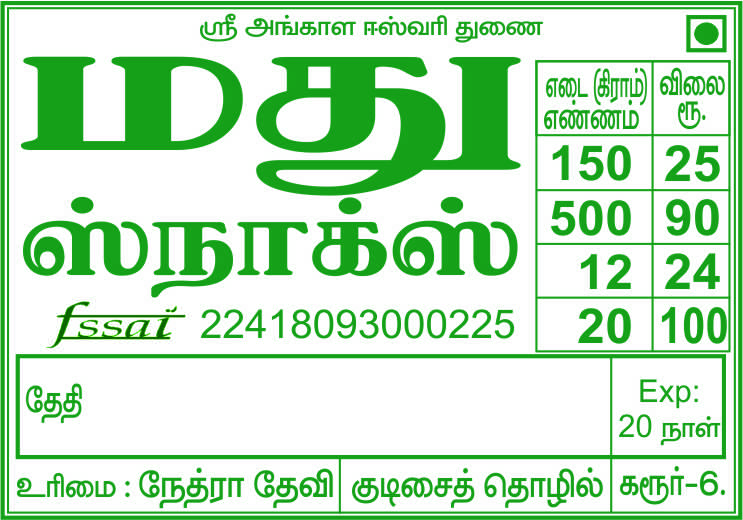 ஸ்ரீ அங்காள ஈஸ்வரி துணை
மது
ஸ்நாக்ஸ்
fssai 22418093000225
எடை (கிராம்) எண்ணம் விலை ரூ.
150 25
500 90
12 24
20 100
தேதி
Exp:
20 நாள்
உரிமை : நேத்ரா தேவி குடிசைத் தொழில் கரூர்-6.